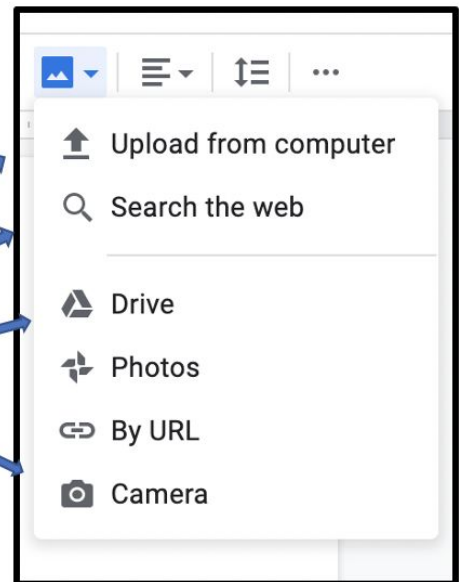 Upload from computer
Search the web
Drive
Photos
By URL
Camera